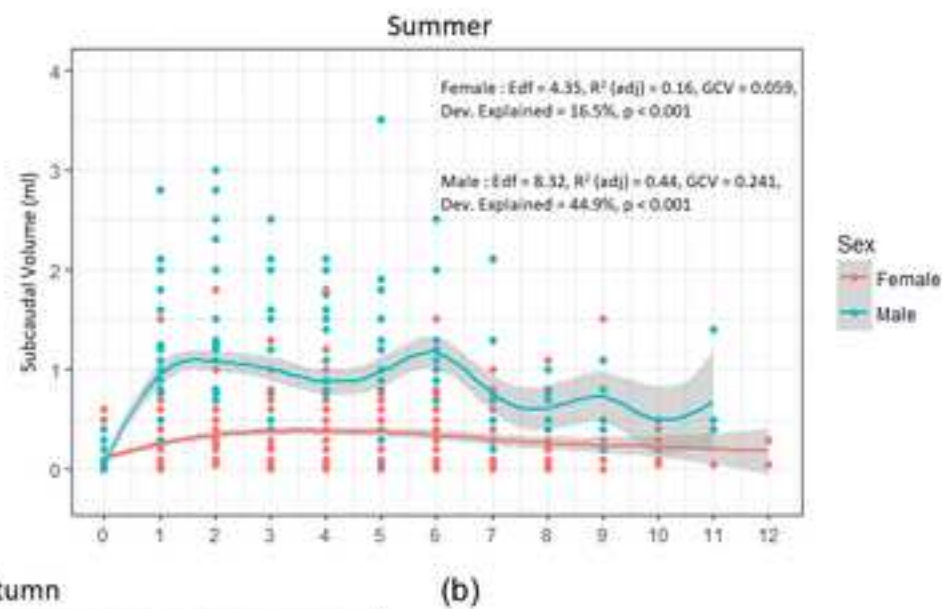 Summer
4
Female : Edf = 4.35, R² (adj) = 0.16, GCV = 0.059,
Dev. Explained = 16.5%, p < 0.001
3
Male : Edf = 8.32, R² (adj) = 0.44, GCV = 0.241,
Dev. Explained = 44.9%, p < 0.001
Subcaudal Volume (ml)
2
1
0
Sex
Female
Male
0 1 2 3 4 5 6 7 8 9 10 11 12
tumn
(b)